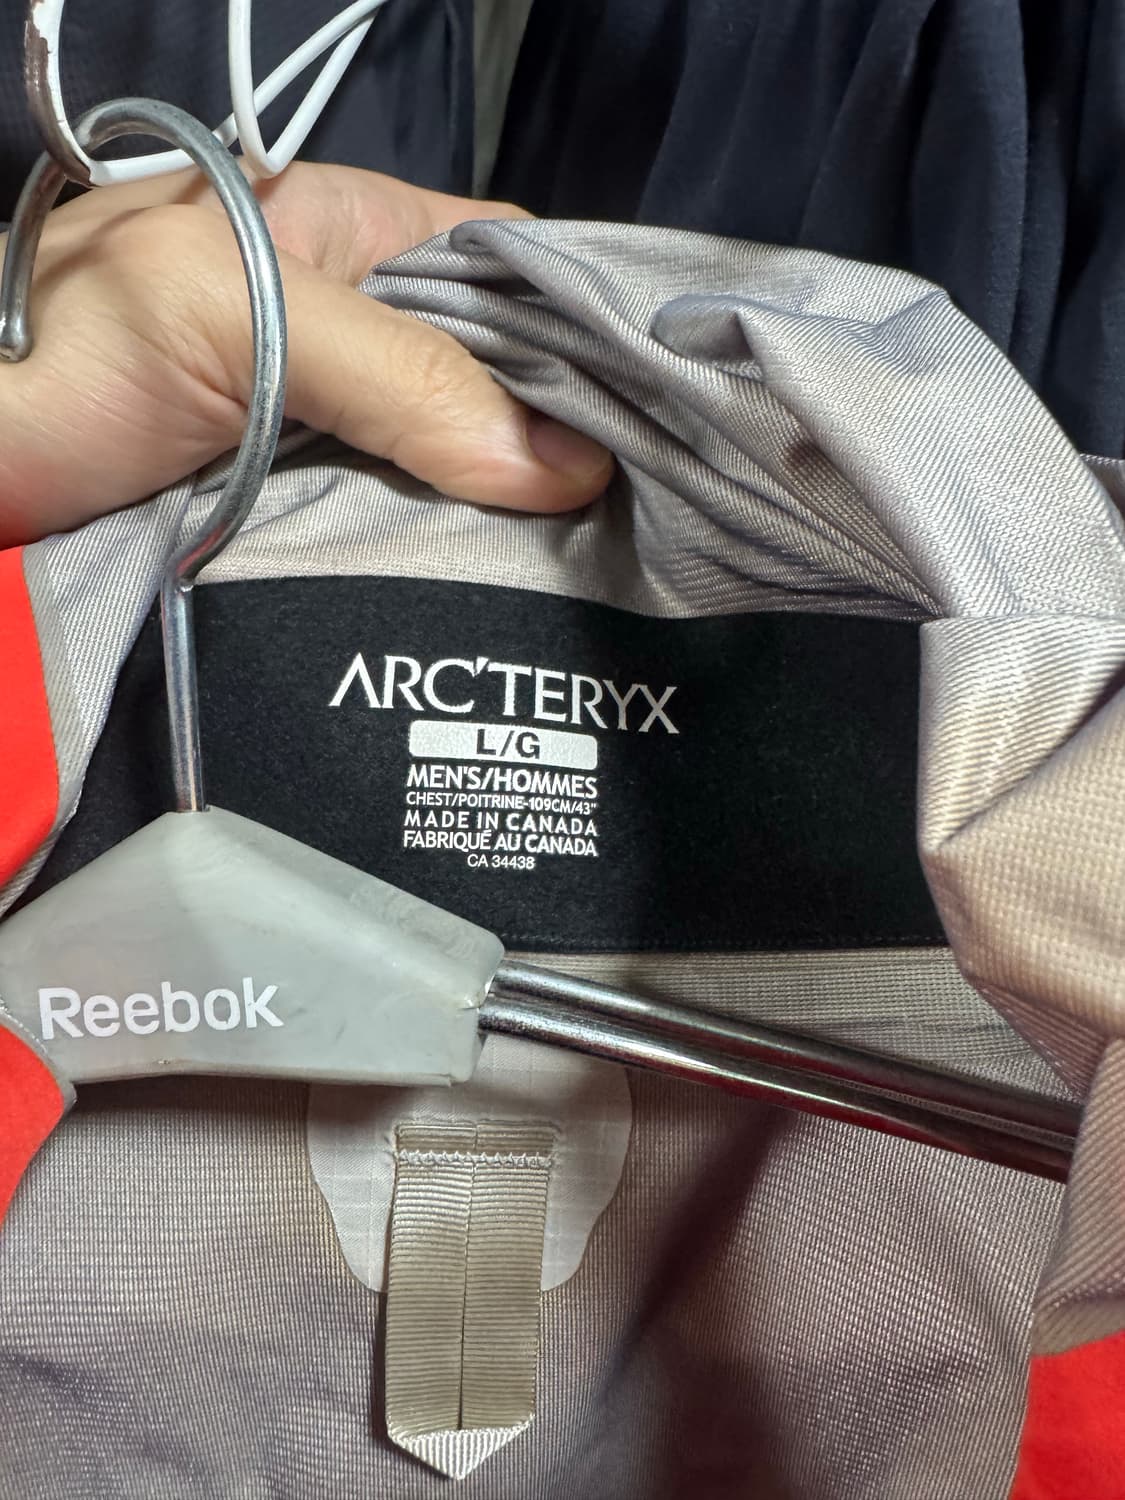 ARC'TERYX
L/G
MEN'S/HOMMES
CHEST/POITRINE-109CM/43"
MADE IN CANADA
FABRIQUÉ AU CANADA
CA 34438
Reebok